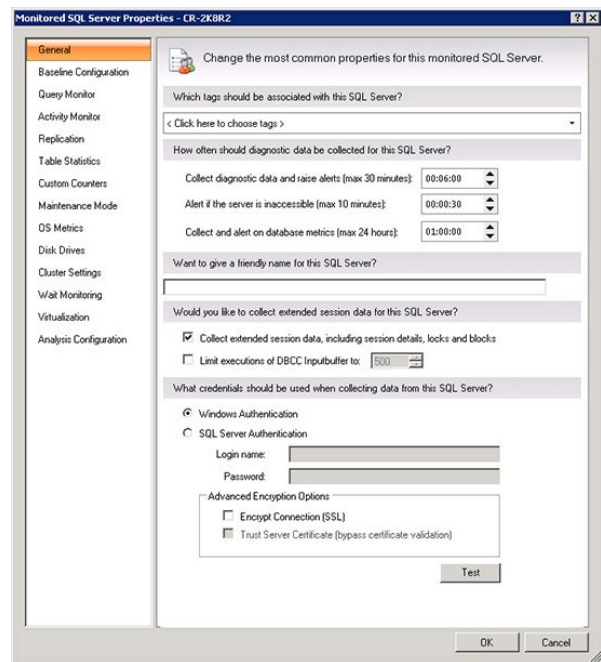 Monitored SQL Server Properties - CR-2K8R2
General
Baseline Configuration
Query Monitor
Activity Monitor
Replication
Table Statistics
Custom Counters
Maintenance Mode
OS Metrics
Disk Drives
Cluster Settings
Wait Monitoring
Virtualization
Analysis Configuration
Change the most common properties for this monitored SQL Server.
Which tags should be associated with this SQL Server?
< Click here to choose tags >
How often should diagnostic data be collected for this SQL Server?
Collect diagnostic data and raise alerts (max 30 minutes): 00:06:00
Alert if the server is inaccessible (max 10 minutes): 00:00:30
Collect and alert on database metrics (max 24 hours): 01:00:00
Want to give a friendly name for this SQL Server?
Would you like to collect extended session data for this SQL Server?
Collect extended session data, including session details, locks and blocks
Limit executions of DBCC Inputbuffer to: 500
What credentials should be used when collecting data from this SQL Server?
Windows Authentication
SQL Server Authentication
Login name:
Password:
Advanced Encryption Options
Encrypt Connection (SSL)
Trust Server Certificate (bypass certificate validation)
Test
OK Cancel